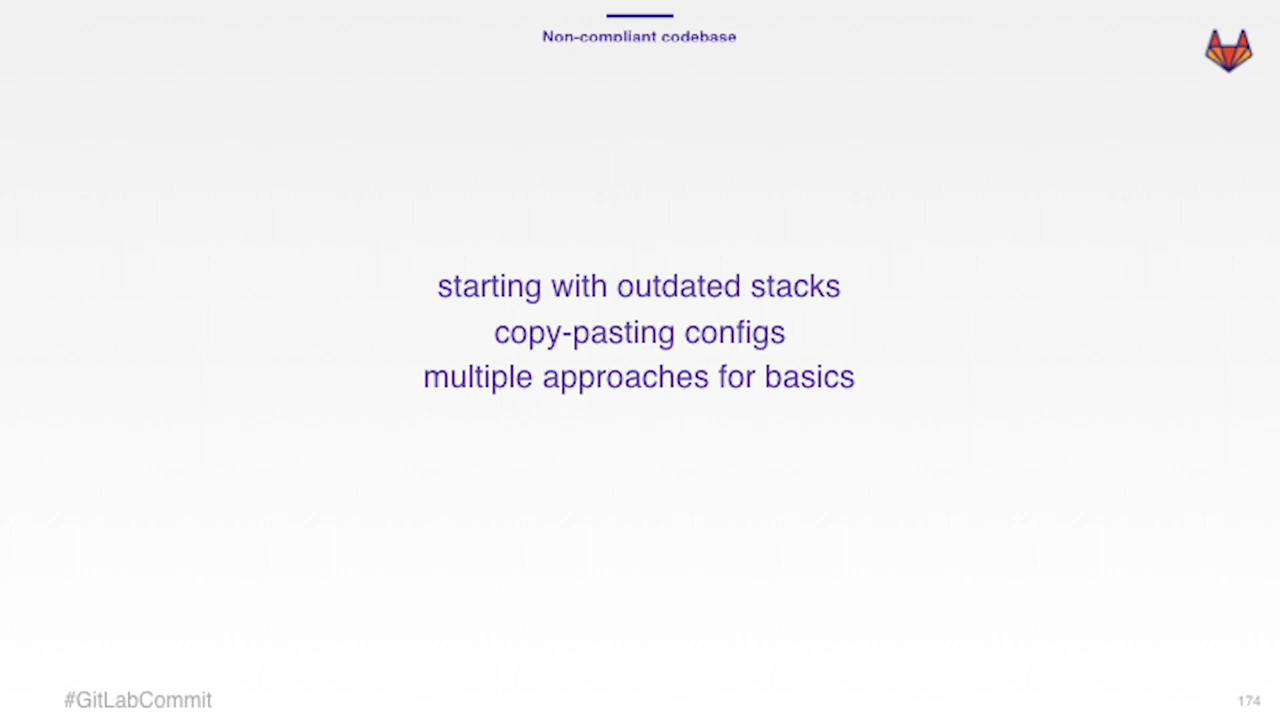 Non-compliant codebase
starting with outdated stacks
copy-pasting configs
multiple approaches for basics
#GitLabCommit
174